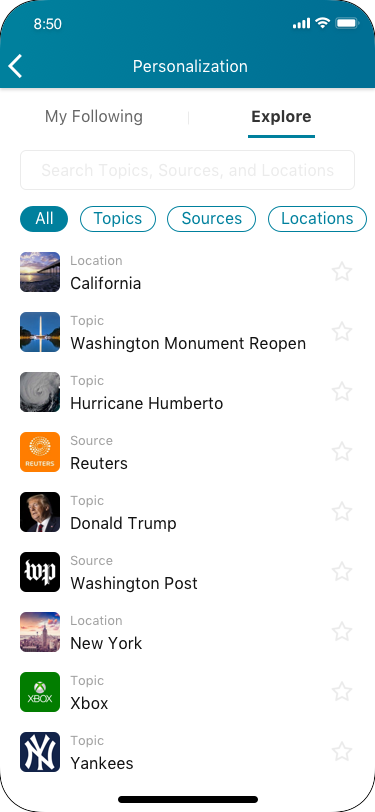 8:50
Personalization
My Following
Explore
Search Topics, Sources, and Locations
All
Topics
Sources
Locations
Location
California
Topic
Washington Monument Reopen
Topic
Hurricane Humberto
REUTERS
Source
Reuters
Topic
Donald Trump
wp
Source
Washington Post
Location
New York
XBOX
Topic
Xbox
NY
Topic
Yankees